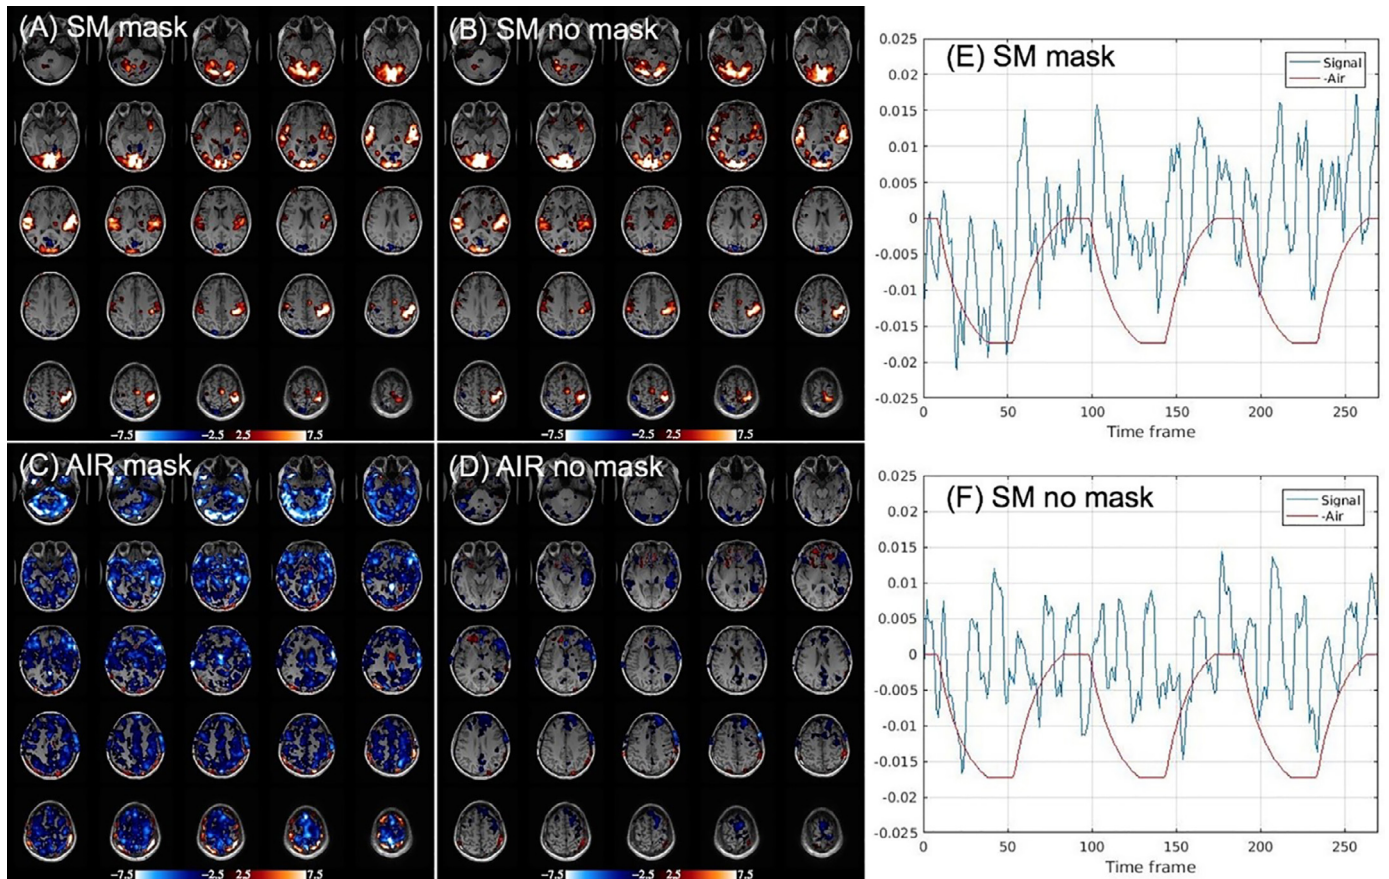 (A) SM mask
-7.5 -2.5 2.5 7.5
(B) SM no mask
-7.5 -2.5 2.5 7.5
(E) SM mask
Signal
-Air
0.025
0.02
0.015
0.01
0.005
0
-0.005
-0.01
-0.015
-0.02
-0.025
0 50 100 150 200 250
Time frame
(C) AIR mask
-7.5 -2.5 2.5 7.5
(D) AIR no mask
-7.5 -2.5 2.5 7.5
(F) SM no mask
Signal
-Air
0.025
0.02
0.015
0.01
0.005
0
-0.005
-0.01
-0.015
-0.02
-0.025
0 50 100 150 200 250
Time frame